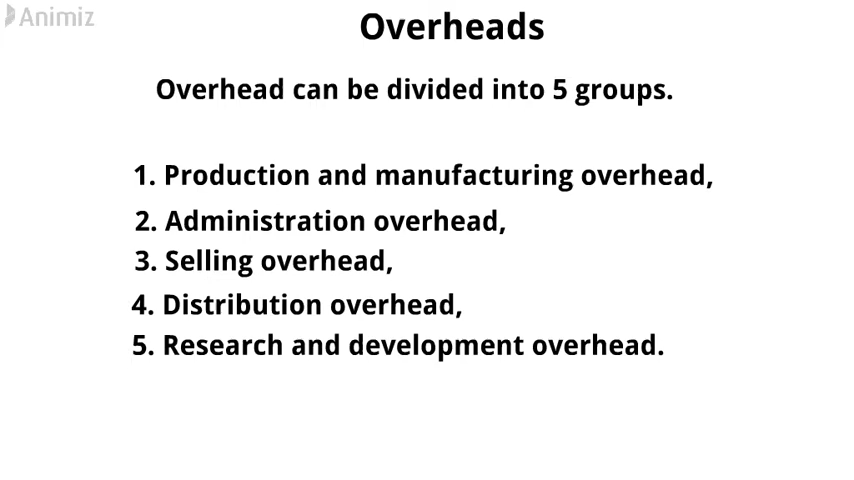 Animiz
Overheads
Overhead can be divided into 5 groups.
1. Production and manufacturing overhead,
2. Administration overhead,
3. Selling overhead,
4. Distribution overhead,
5. Research and development overhead.